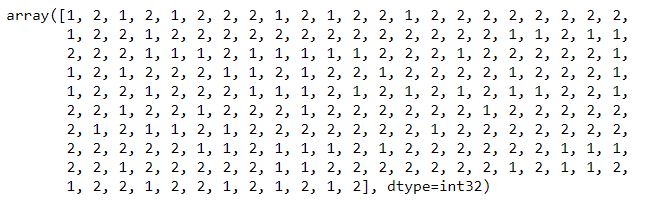 array([1, 2, 1, 2, 1, 2, 2, 2, 1, 2, 1, 2, 2, 1, 2, 2, 2, 2, 2, 2, 2, 2,
1, 2, 2, 1, 2, 2, 2, 2, 2, 2, 2, 2, 2, 2, 2, 1, 1, 2, 1, 1,
2, 2, 2, 1, 1, 1, 2, 1, 1, 1, 1, 1, 2, 2, 2, 1, 2, 2, 2, 2, 2, 1,
1, 2, 1, 2, 2, 2, 1, 1, 2, 1, 2, 2, 1, 2, 2, 2, 2, 1, 2, 2, 2, 1,
1, 2, 2, 1, 2, 2, 2, 1, 1, 1, 2, 1, 2, 1, 2, 1, 2, 1, 1, 2, 2, 1,
2, 2, 1, 2, 2, 1, 2, 2, 2, 1, 2, 2, 2, 2, 2, 2, 1, 2, 2, 2, 2, 2,
2, 1, 2, 1, 1, 2, 1, 2, 2, 2, 2, 2, 2, 2, 1, 2, 2, 2, 2, 2, 2, 2,
2, 2, 2, 2, 2, 1, 1, 2, 1, 1, 1, 2, 1, 2, 2, 2, 2, 2, 2, 1, 1, 1,
2, 2, 1, 2, 2, 2, 2, 2, 1, 1, 2, 2, 2, 2, 2, 2, 2, 1, 2, 1, 1, 2,
1, 2, 2, 1, 2, 2, 1, 2, 1, 2, 1, 2], dtype=int32)